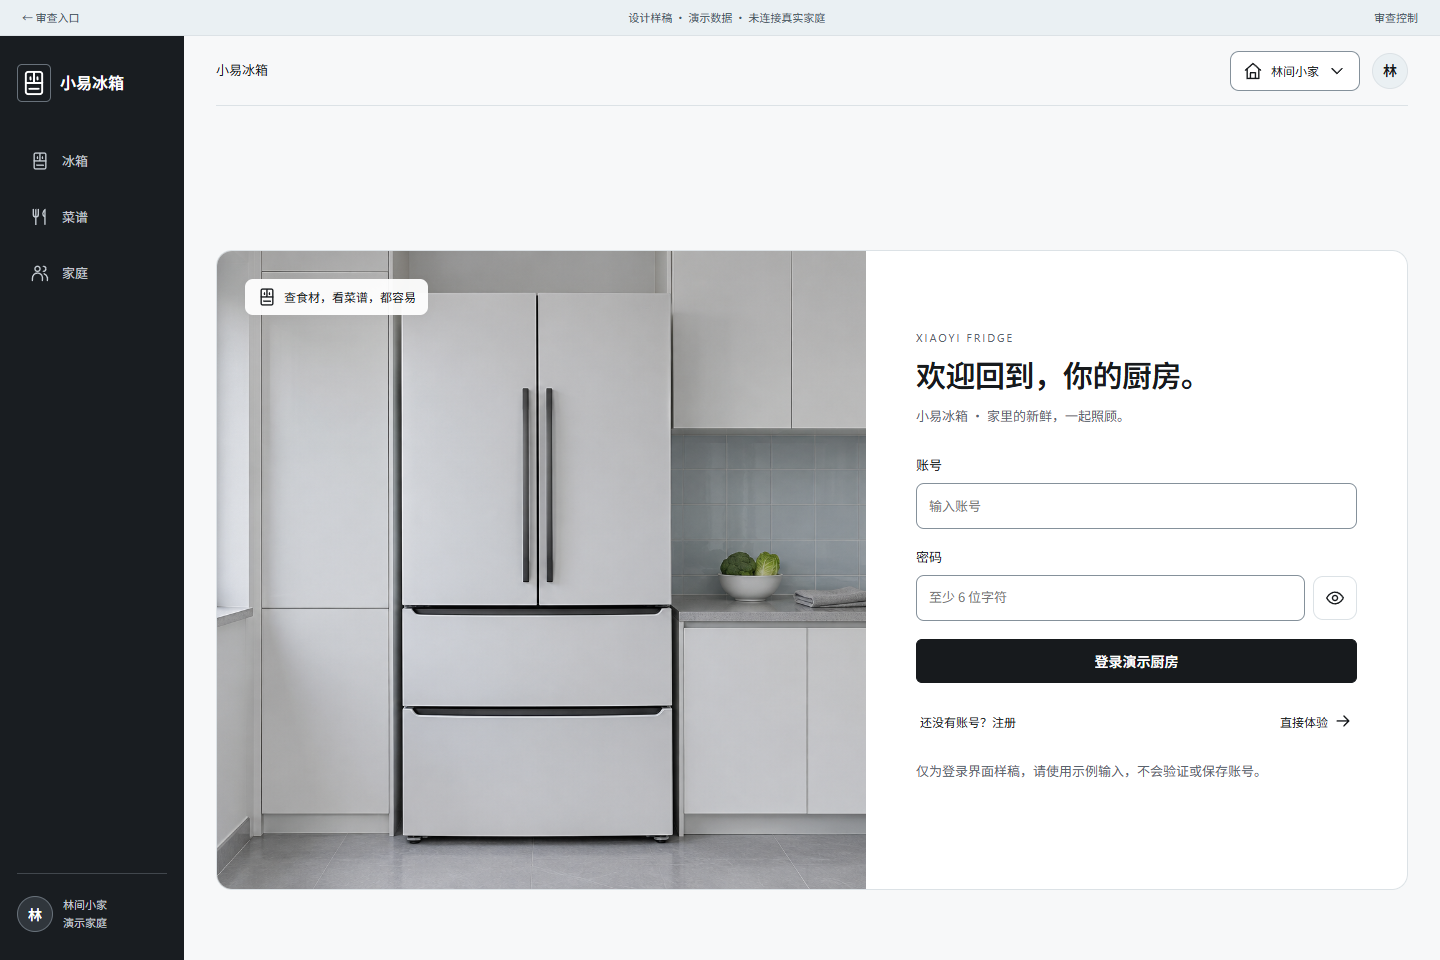 ← 审查入口
设计样稿 · 演示数据 · 未连接真实家庭
审查控制
小易冰箱
冰箱
菜谱
家庭
林
林间小家
演示家庭
小易冰箱
林间小家
林
查食材，看菜谱，都容易
XIAOYI FRIDGE
欢迎回到，你的厨房。
小易冰箱 · 家里的新鲜，一起照顾。
账号
输入账号
密码
至少 6 位字符
登录演示厨房
还没有账号？注册
直接体验 →
仅为登录界面样稿，请使用示例输入，不会验证或保存账号。